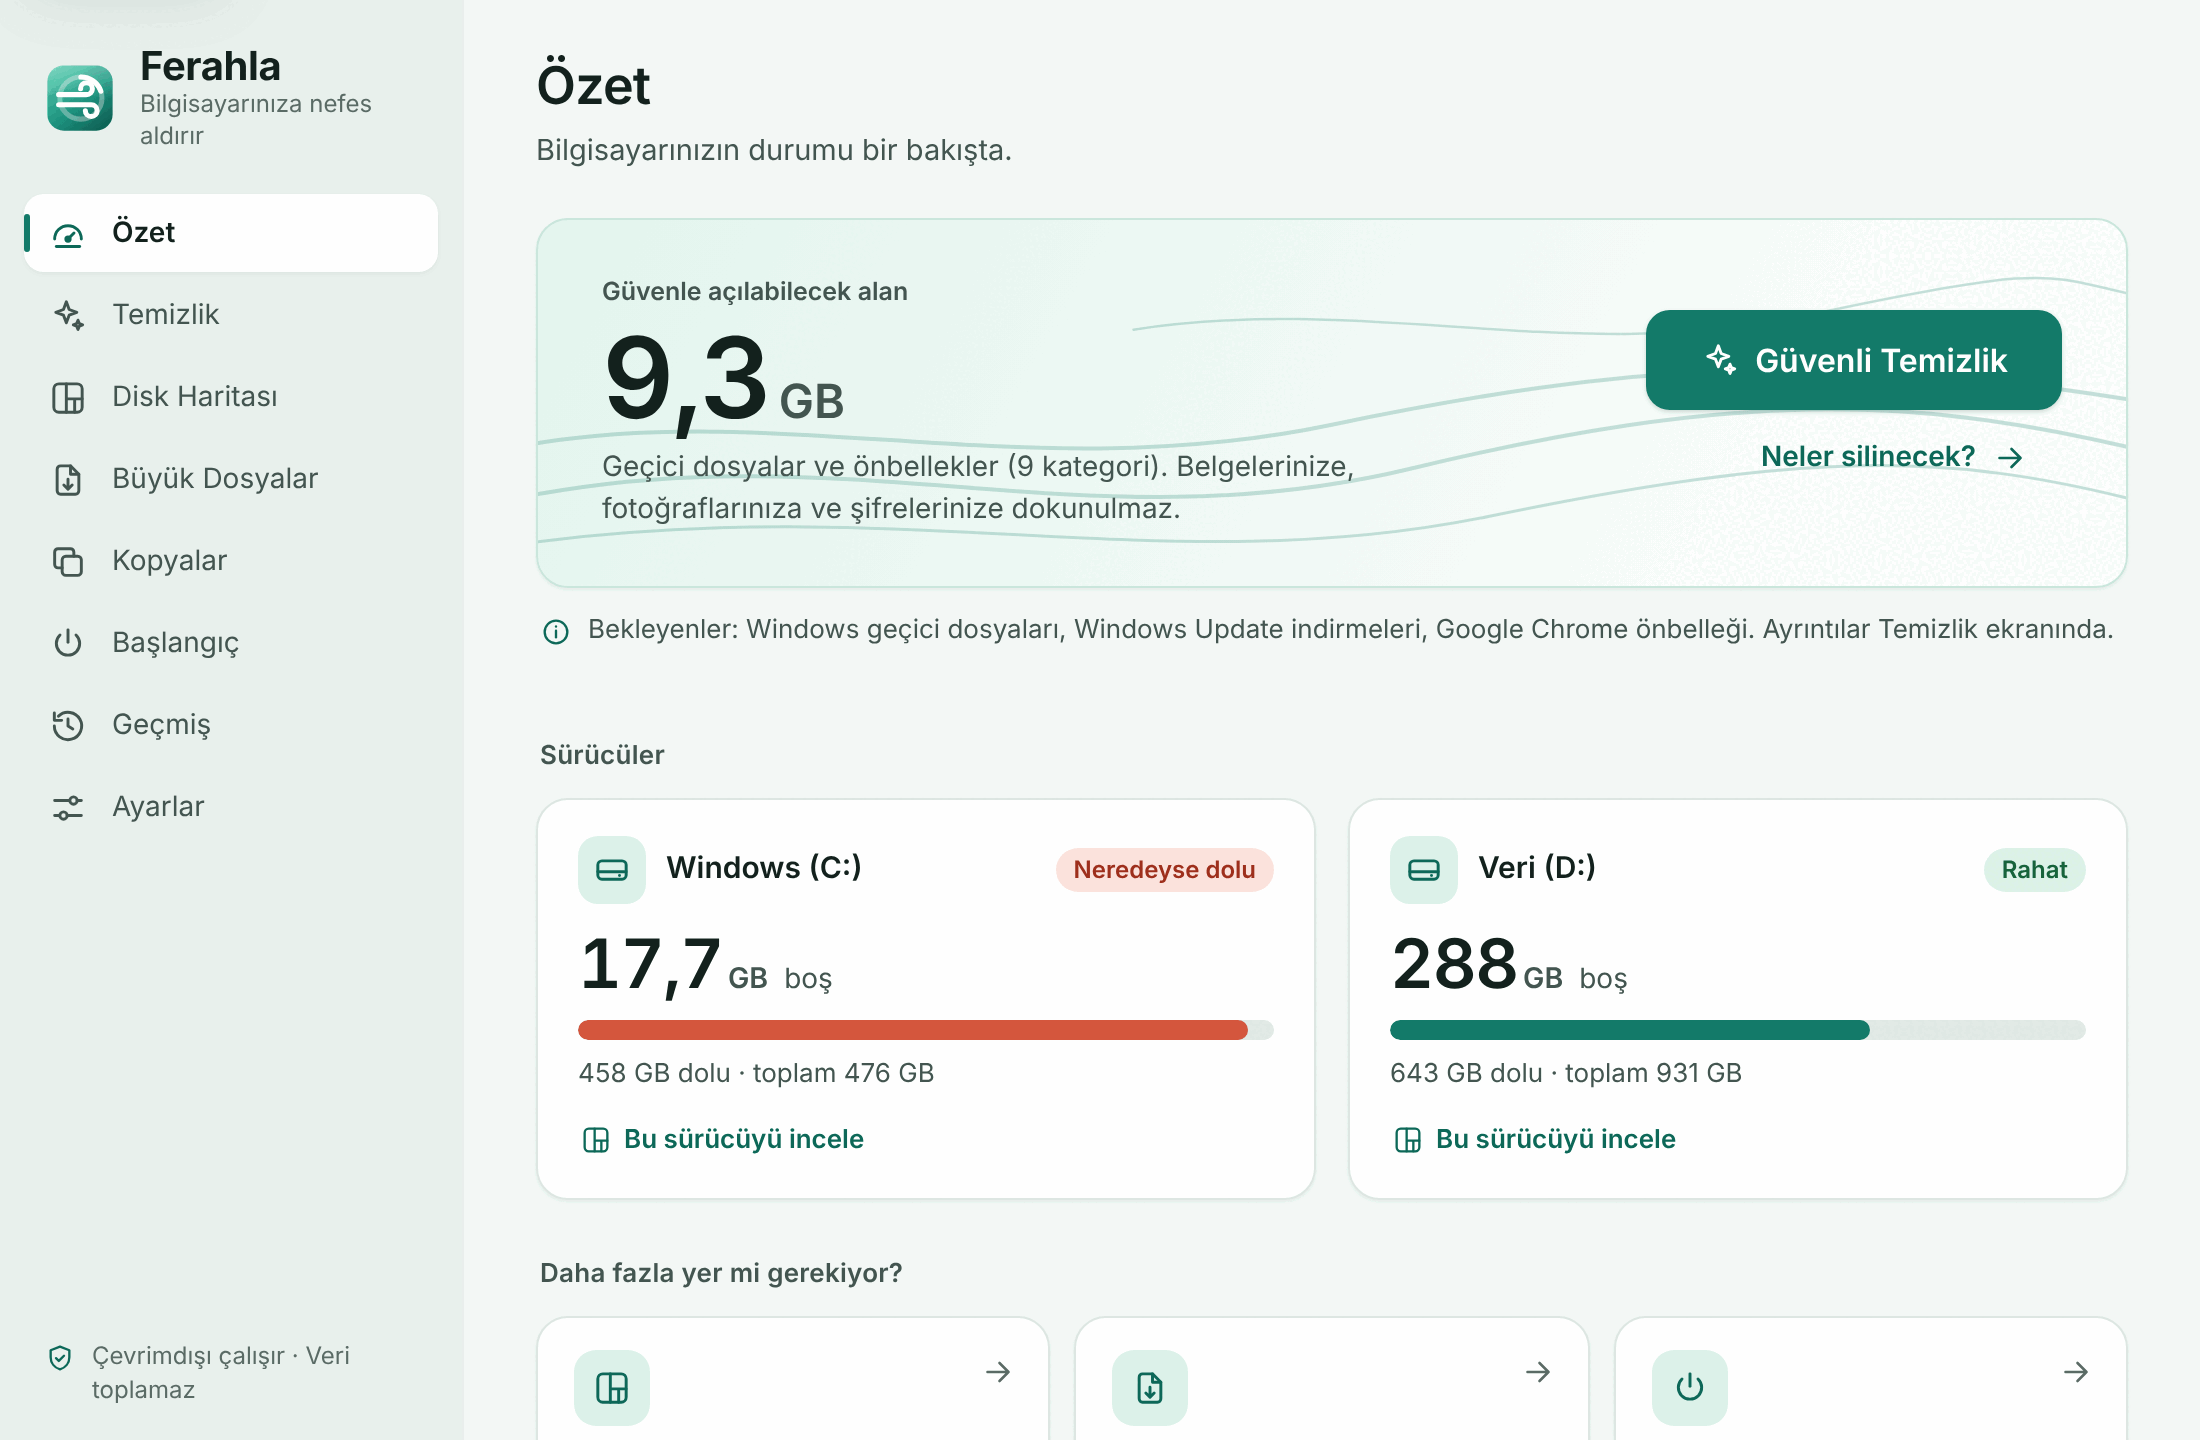 Ferahla
Bilgisayarınıza nefes
aldırır
Özet
Temizlik
Disk Haritası
Büyük Dosyalar
Kopyalar
Başlangıç
Geçmiş
Ayarlar
Çevrimdışı çalışır · Veri
toplamaz
Özet
Bilgisayarınızın durumu bir bakışta.
Güvenle açılabilecek alan
9,3 GB
Geçici dosyalar ve önbellekler (9 kategori). Belgelerinize,
fotoğraflarınıza ve şifrelerinize dokunulmaz.
Güvenli Temizlik
Neler silinecek?
Bekleyenler: Windows geçici dosyaları, Windows Update indirmeleri, Google Chrome önbelleği. Ayrıntılar Temizlik ekranında.
Sürücüler
Windows (C:)
Neredeyse dolu
17,7 GB boş
458 GB dolu · toplam 476 GB
Bu sürücüyü incele
Veri (D:)
Rahat
288 GB boş
643 GB dolu · toplam 931 GB
Bu sürücüyü incele
Daha fazla yer mi gerekiyor?